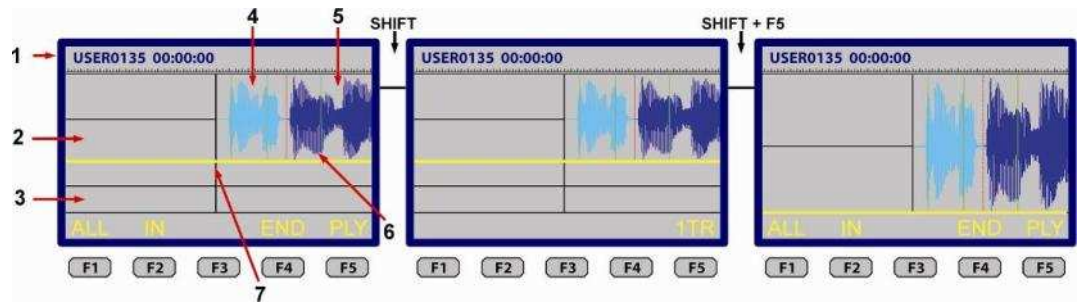 4 5
SHIFT SHIFT + F5
1 USER0135 00:00:00 USER0135 00:00:00 USER0135 00:00:00
2
3
ALL IN END PLY 6 1TR ALL IN END PLY
F1 F2 F3 F4 F5 F1 F2 F3 F4 F5 F1 F2 F3 F4 F5
7